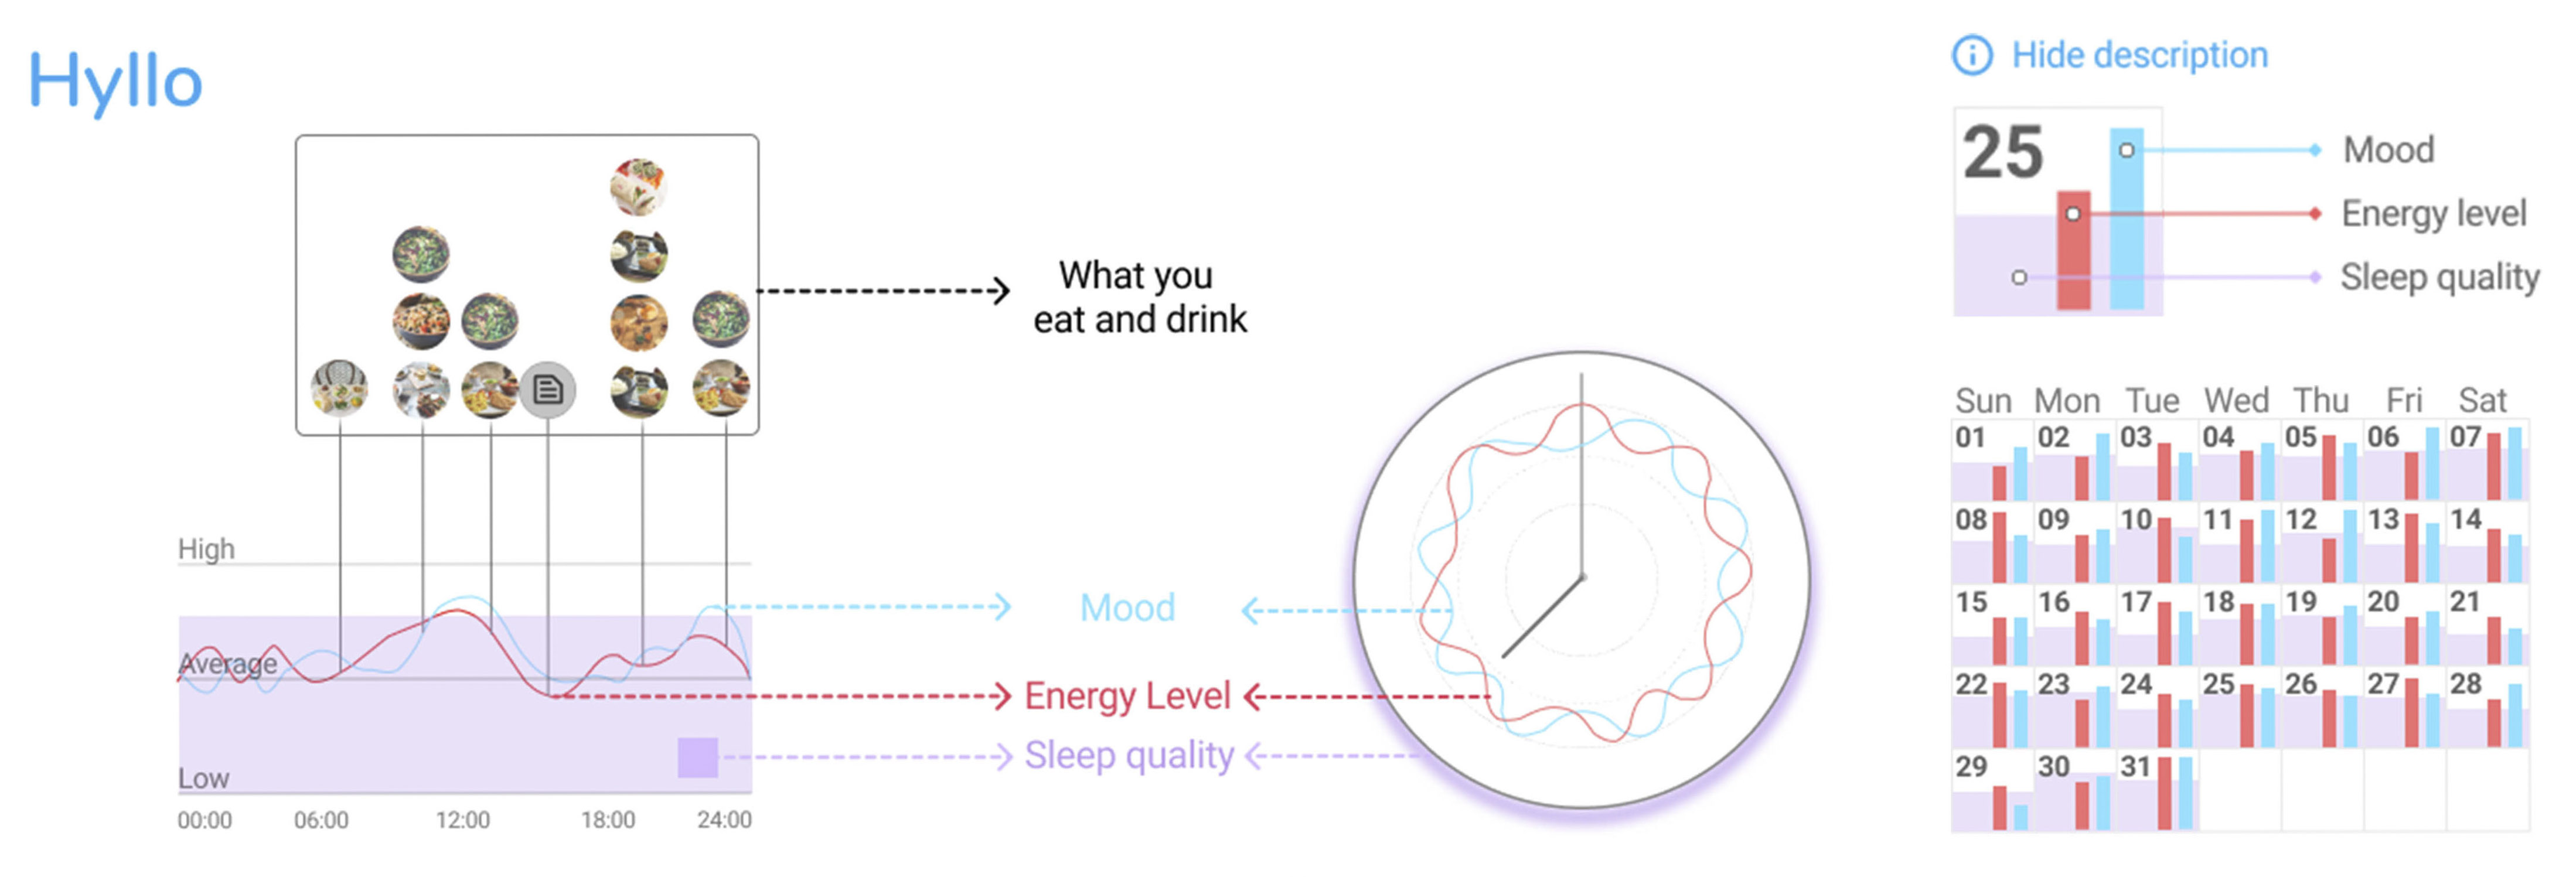 Hyllo
What you
eat and drink
High
Average
Low
00:00 06:00 12:00 18:00 24:00
Mood
Energy Level
Sleep quality
Hide description
25
Mood
Energy level
Sleep quality
Sun Mon Tue Wed Thu Fri Sat
01 02 03 04 05 06 07
08 09 10 11 12 13 14
15 16 17 18 19 20 21
22 23 24 25 26 27 28
29 30 31